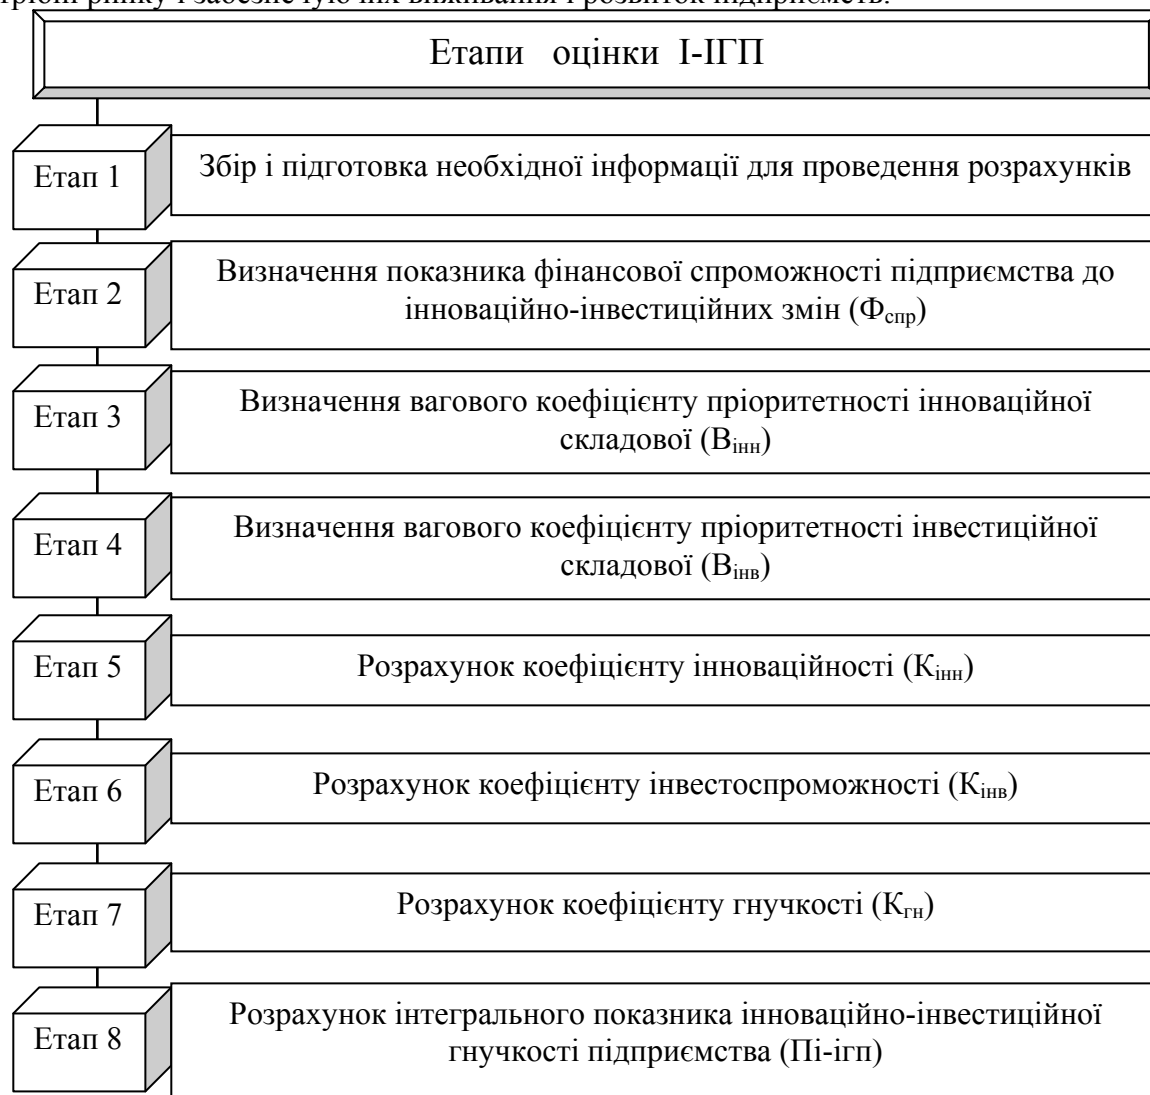 і забезпечують їх виживання і розвиток підприємств.
Етапи оцінки І-ІГП
Етап 1
Збір і підготовка необхідної інформації для проведення розрахунків
Етап 2
Визначення показника фінансової спроможності підприємства до
інноваційно-інвестиційних змін (Фспр)
Етап 3
Визначення вагового коефіцієнту пріоритетності інноваційної
складової (Вінн)
Етап 4
Визначення вагового коефіцієнту пріоритетності інвестиційної
складової (Вінв)
Етап 5
Розрахунок коефіцієнту інноваційності (Кінн)
Етап 6
Розрахунок коефіцієнту інвестоспроможності (Кінв)
Етап 7
Розрахунок коефіцієнту гнучкості (Кгн)
Етап 8
Розрахунок інтегрального показника інноваційно-інвестиційної
гнучкості підприємства (Пі-ігп)